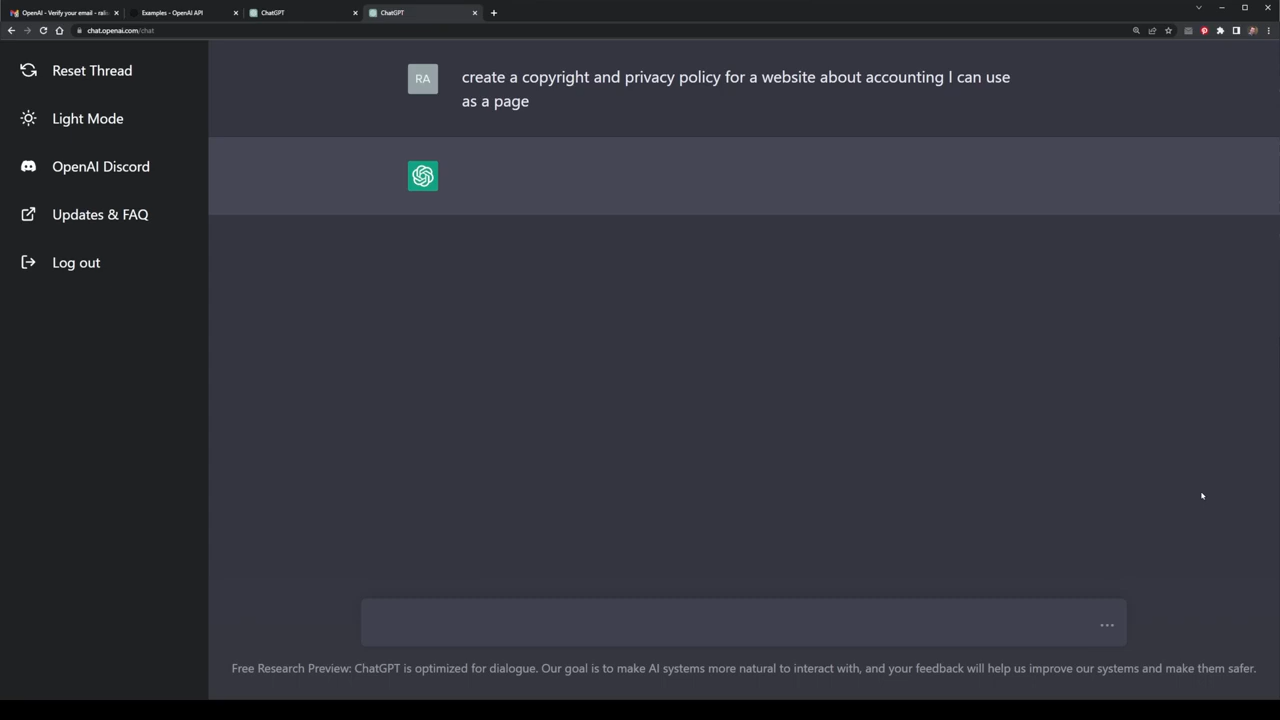 OpenAI - Verify your email - rale
Examples - OpenAI API
ChatGPT
ChatGPT
chat.openai.com/chat
Reset Thread
Light Mode
OpenAI Discord
Updates & FAQ
Log out
RA
create a copyright and privacy policy for a website about accounting I can use
as a page
Free Research Preview: ChatGPT is optimized for dialogue. Our goal is to make AI systems more natural to interact with, and your feedback will help us improve our systems and make them safer.